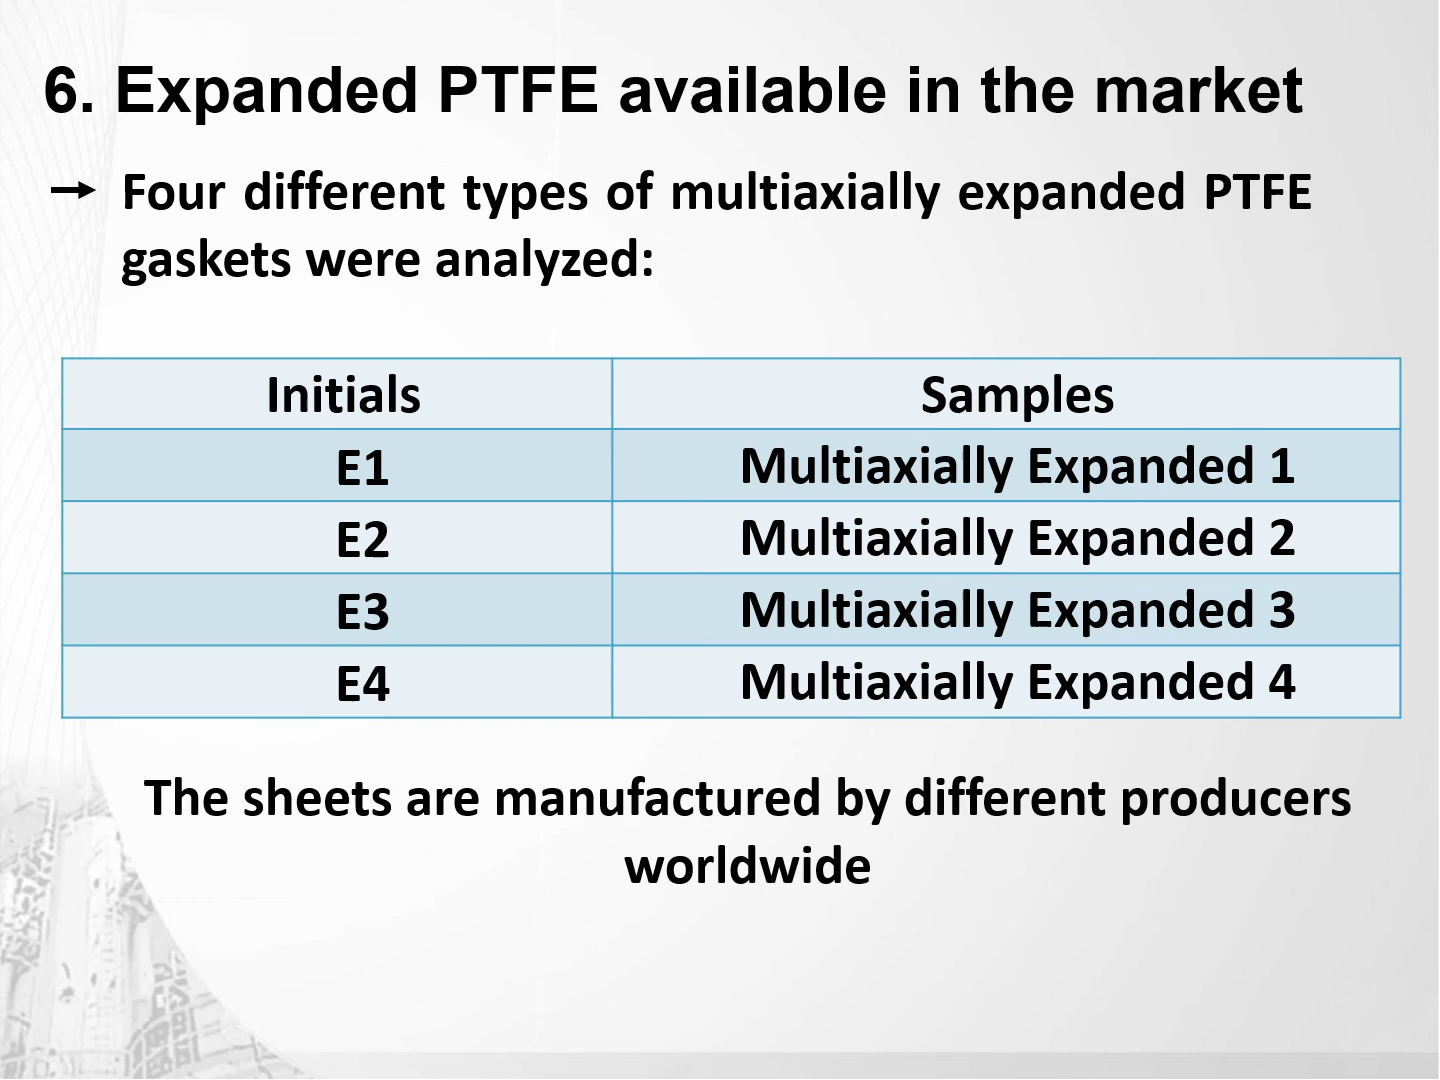 6. Expanded PTFE available in the market
→ Four different types of multiaxially expanded PTFE
gaskets were analyzed:
Initials Samples
E1 Multiaxially Expanded 1
E2 Multiaxially Expanded 2
E3 Multiaxially Expanded 3
E4 Multiaxially Expanded 4
The sheets are manufactured by different producers
worldwide